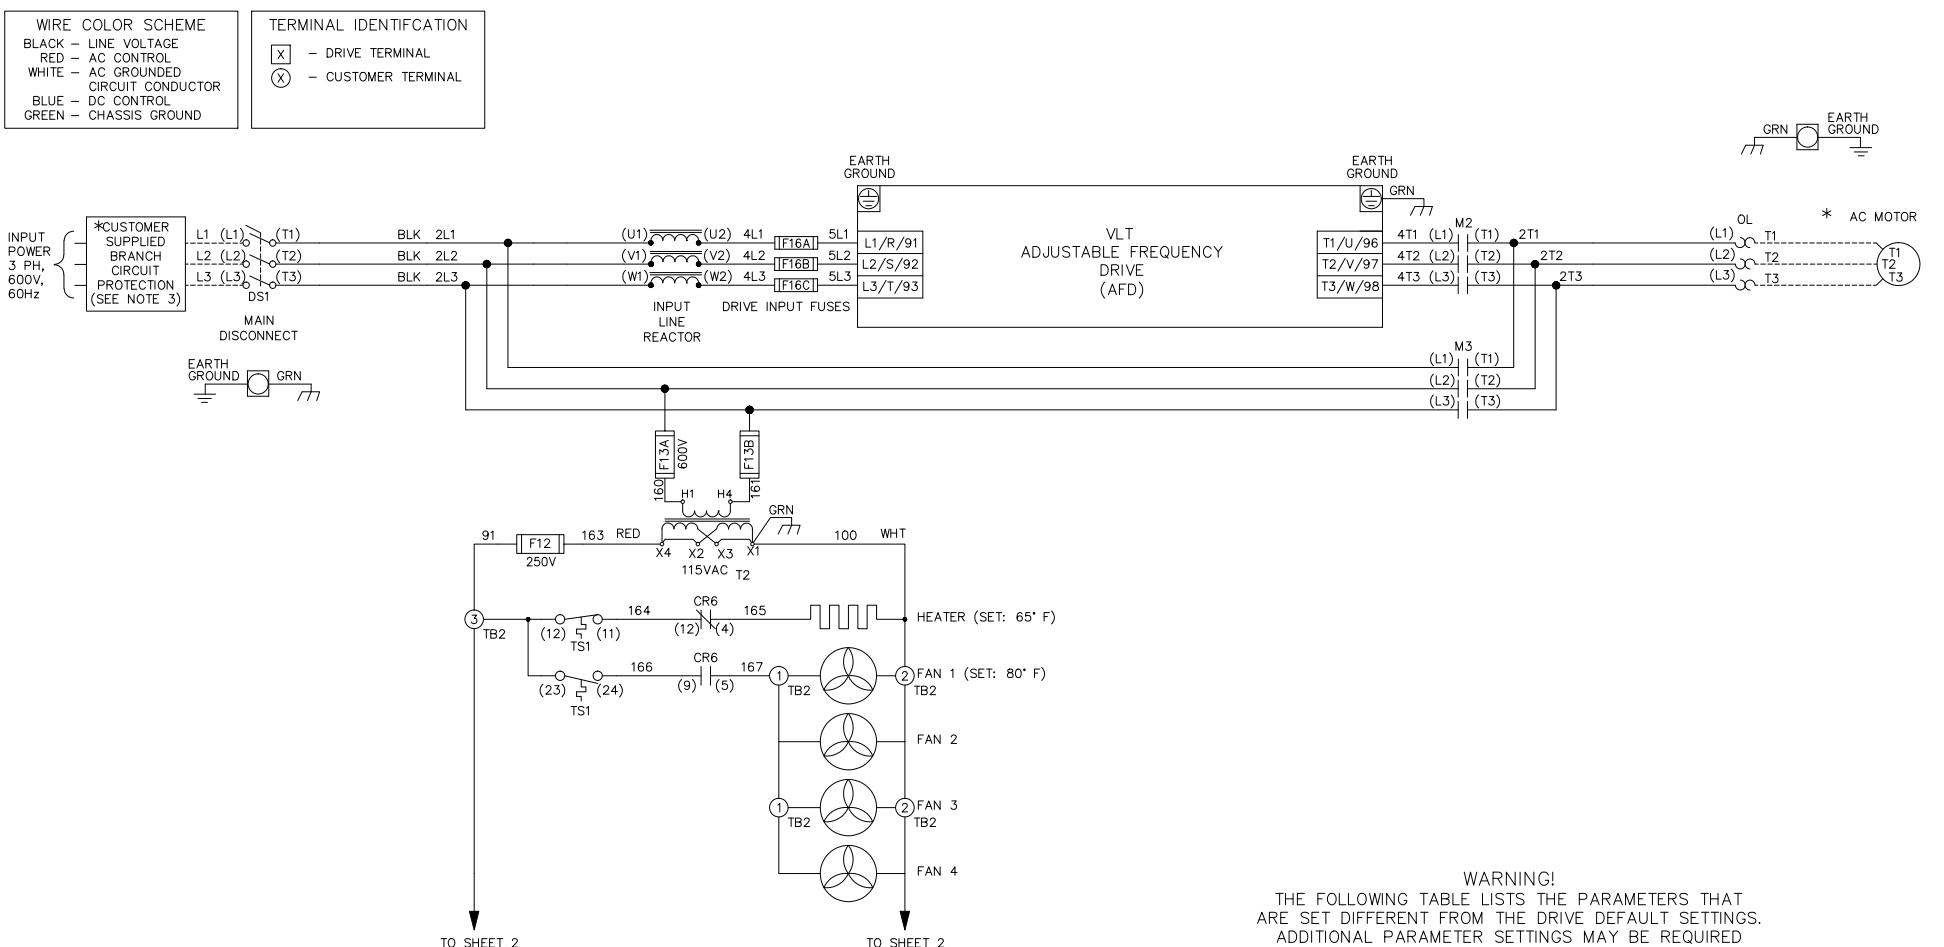 WIRE COLOR SCHEME
BLACK – LINE VOLTAGE
RED – AC CONTROL
WHITE – AC GROUNDED
CIRCUIT CONDUCTOR
BLUE – DC CONTROL
GREEN – CHASSIS GROUND
TERMINAL IDENTIFCATION
X – DRIVE TERMINAL
X – CUSTOMER TERMINAL
GRN
EARTH
GROUND
INPUT
POWER
3 PH,
600V,
60Hz
*CUSTOMER
SUPPLIED
BRANCH
CIRCUIT
PROTECTION
(SEE NOTE 3)
L1 (L1) (T1) BLK 2L1
L2 (L2) (T2) BLK 2L2
L3 (L3) (T3) BLK 2L3
DS1
MAIN
DISCONNECT
EARTH
GROUND GRN
(U1) (U2) 4L1 F16A 5L1
(V1) (V2) 4L2 F16B 5L2
(W1) (W2) 4L3 F16C 5L3
INPUT
LINE
REACTOR
DRIVE INPUT FUSES
EARTH
GROUND
L1/R/91
L2/S/92
L3/T/93
VLT
ADJUSTABLE FREQUENCY
DRIVE
(AFD)
EARTH
GROUND
GRN
T1/U/96
T2/V/97
T3/W/98
M2
4T1 (L1) (T1) 2T1
4T2 (L2) (T2) 2T2
4T3 (L3) (T3) 2T3
M3
(L1) (T1)
(L2) (T2)
(L3) (T3)
OL
(L1) T1
(L2) T2
(L3) T3
* AC MOTOR
T1
T2
T3
F13A
600V
F13B
160
161
H1 H4
GRN
91 F12 163 RED
250V
X4 X2 X3 X1
100 WHT
115VAC T2
3
TB2
(12) (11)
TS1
164
CR6
(12) (4)
165
HEATER (SET: 65° F)
(23) (24)
TS1
166
CR6
(9) (5)
167
1
TB2
2
TB2
FAN 1 (SET: 80° F)
FAN 2
1
TB2
2
TB2
FAN 3
FAN 4
TO SHEET 2
TO SHEET 2
WARNING!
THE FOLLOWING TABLE LISTS THE PARAMETERS THAT
ARE SET DIFFERENT FROM THE DRIVE DEFAULT SETTINGS.
ADDITIONAL PARAMETER SETTINGS MAY BE REQUIRED